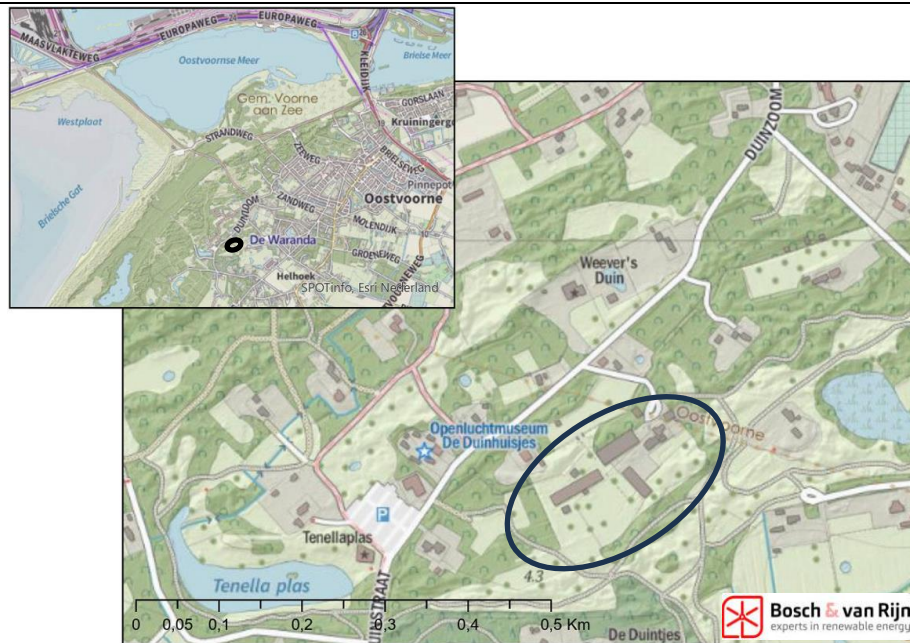 MAASVLAKTEWEG
EUROPAWEG
EUROPAWEG
Oostvoornse Meer
KLEIDIJK
Brielse Meer
Gem. Voorne
aan Zee
GORSLAAN
Kruiningerg
Westplaat
STRANDWEG
ZEEWEG
BRIELSEWEG
Pinnepot
Brielsche Gat
ZANDWEG
Oostvoorne
DUINZOOM
MOLENDIJK
De Waranda
GROENEWEG
Helhoek
SPOTinfo, Esri Nederland
DUINZOOM
Weever's
Duin
Oostvoorne
Openluchtmuseum
De Duinhuisjes
P
Tenellaplas
4.3
Tenella plas
0 0,05 0,1 0,2 0,3 0,4 0,5 Km
De Duintjes
Bosch & van Rijn
experts in renewable energy